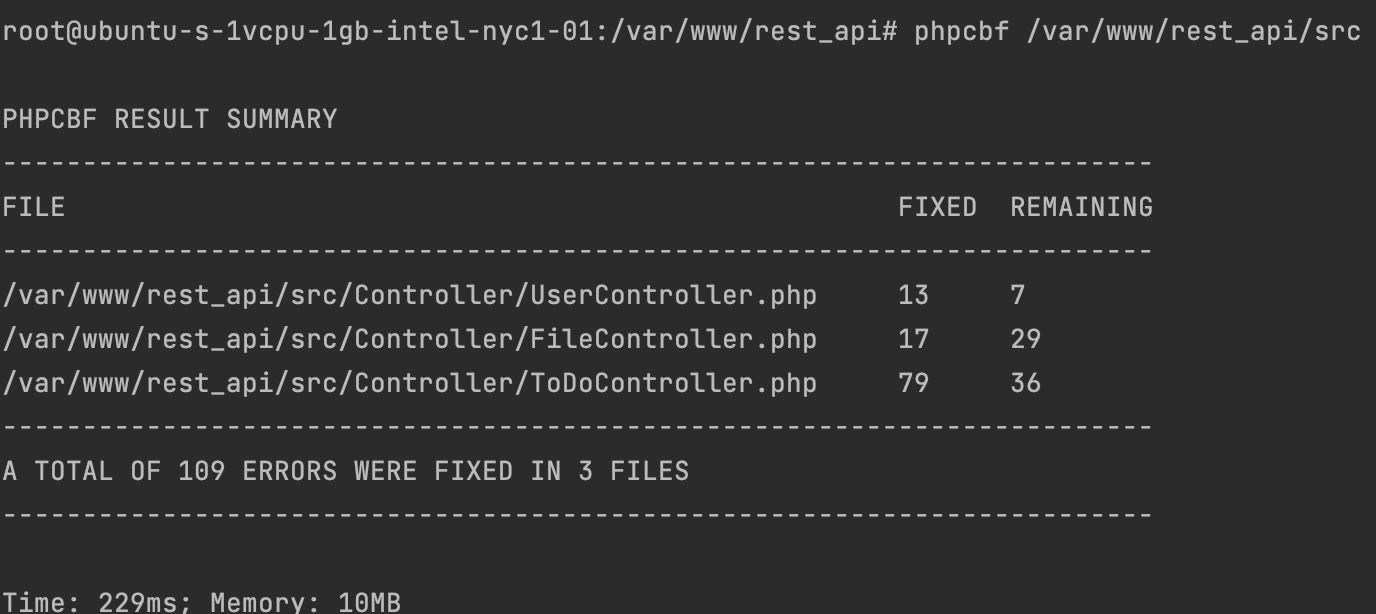 root@ubuntu-s-1vcpu-1gb-intel-nyc1-01:/var/www/rest_api# phpcbf /var/www/rest_api/src
PHPCBF RESULT SUMMARY
------------------------------------------------------------------------
FILE FIXED REMAINING
------------------------------------------------------------------------
/var/www/rest_api/src/Controller/UserController.php 13 7
/var/www/rest_api/src/Controller/FileController.php 17 29
/var/www/rest_api/src/Controller/ToDoController.php 79 36
------------------------------------------------------------------------
A TOTAL OF 109 ERRORS WERE FIXED IN 3 FILES
------------------------------------------------------------------------
Time: 229ms; Memory: 10MB